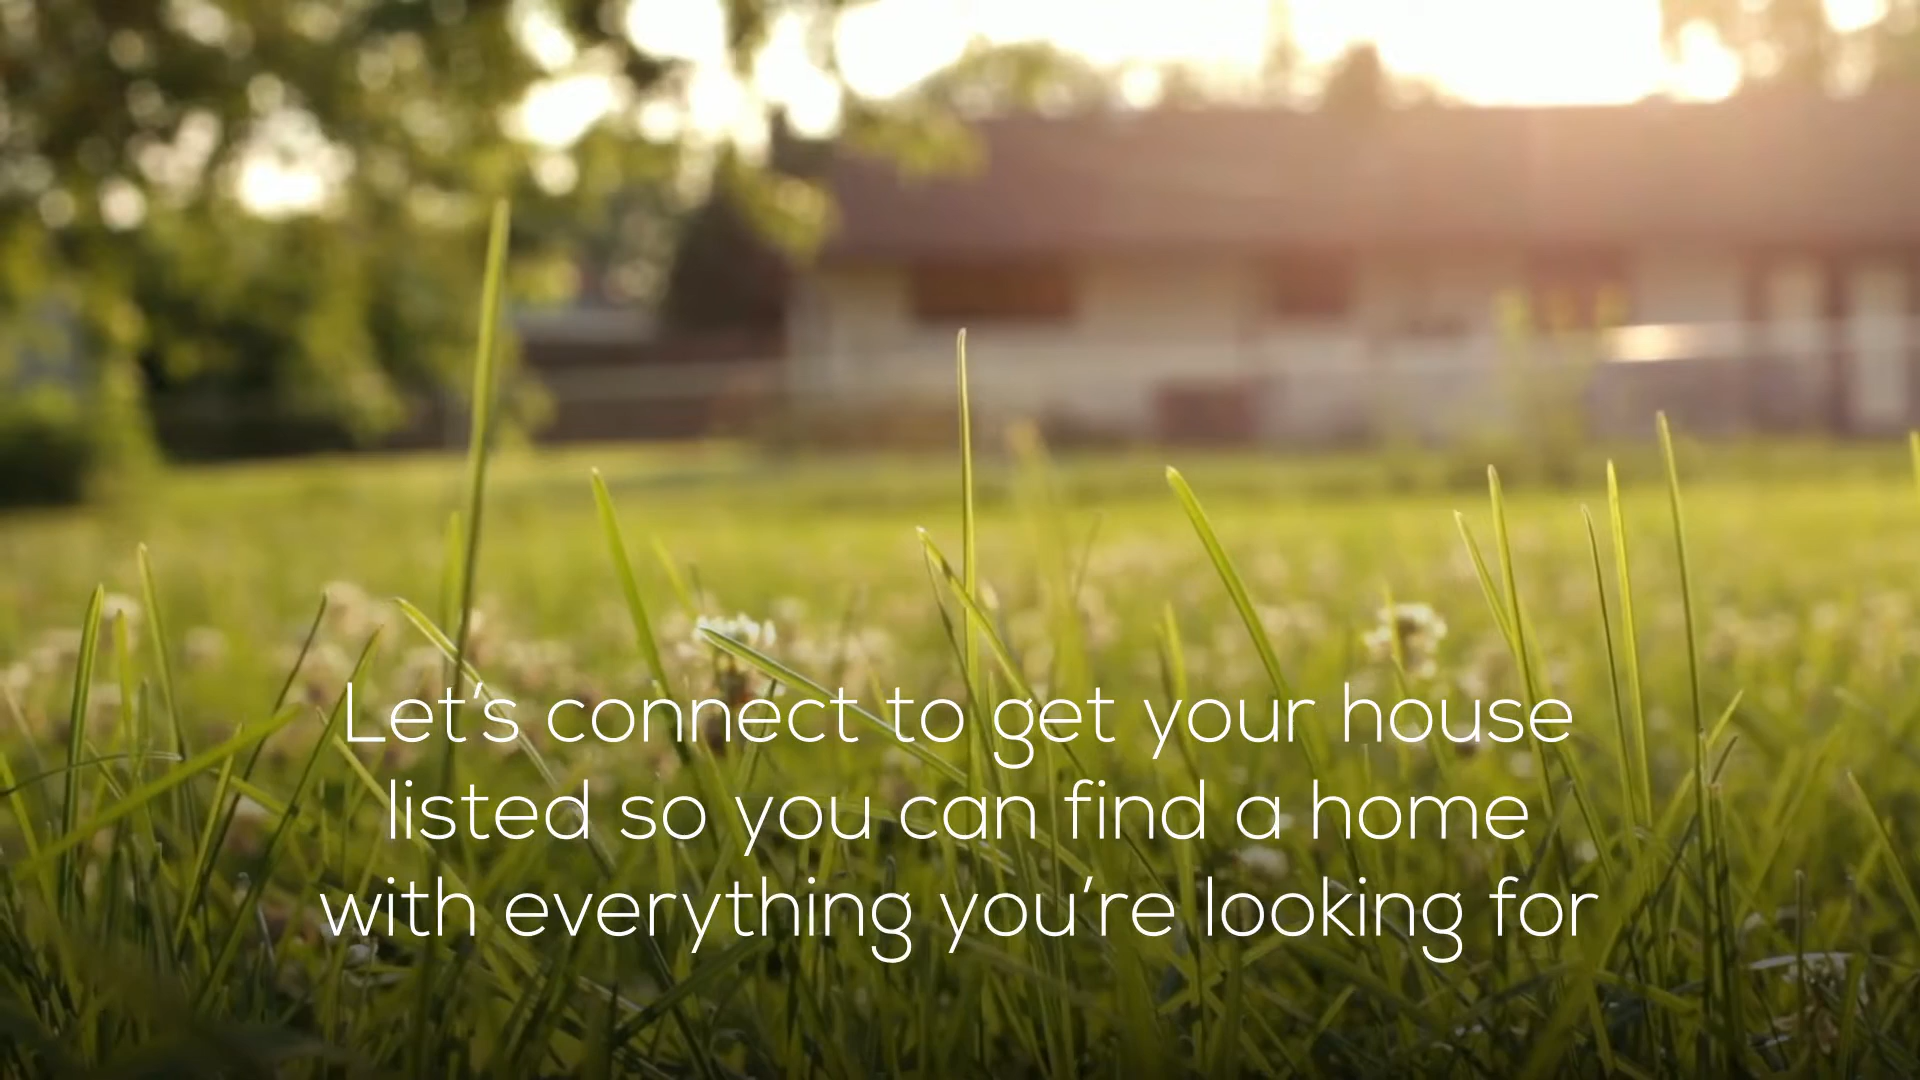 Let's connect to get your house
listed so you can find a home
with everything you're looking for